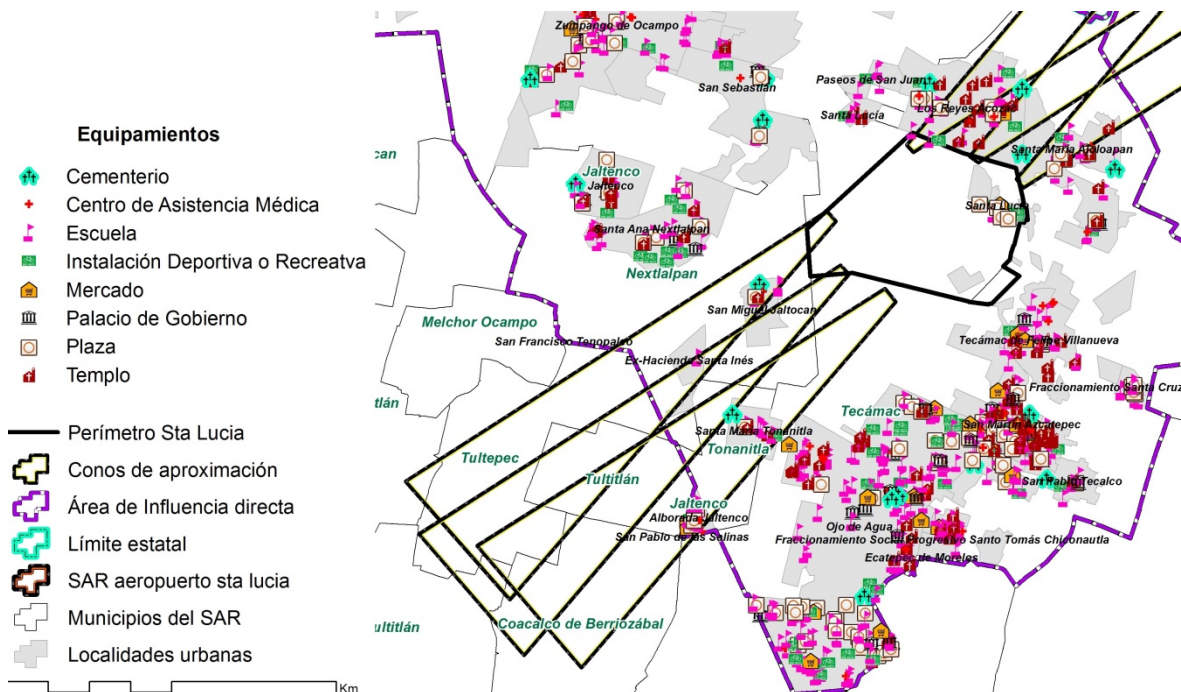 Equipamientos
Cementerio
Centro de Asistencia Médica
Escuela
Instalación Deportiva o Recreatva
Mercado
Palacio de Gobierno
Plaza
Templo
Perímetro Sta Lucia
Conos de aproximación
Área de Influencia directa
Límite estatal
SAR aeropuerto sta lucia
Municipios del SAR
Localidades urbanas
Km
Zumpango de Ocampo
San Sebastián
Paseos de San Juan
Los Reyes Acozac
Santa Lucía
Santa María Ajoloapan
can
Jaltenco
Jaltenco
Santa Lucía
Santa Ana Nextlalpan
Nextlalpan
San Miguel Jaltocan
Melchor Ocampo
San Francisco Tenopalco
Ex-Hacienda Santa Inés
Tecámac de Felipe Villanueva
Fraccionamiento Santa Cruz
titlán
Tecámac
San Martín Azcatepec
Santa María Tonanitla
Tonanitla
Tultepec
Tultitlán
San Pablo Tecalco
Jaltenco
Alborada Jaltenco
San Pablo de las Salinas
Ojo de Agua
Fraccionamiento Social Progresivo Santo Tomás Chiconautla
Ecatepec de Morelos
Coacalco de Berriozábal
ultitlán